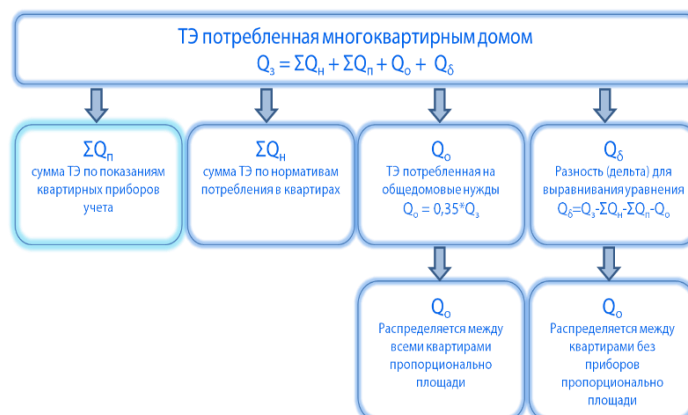 ТЭ потребленная многоквартирным домом
Qз = ΣQн + ΣQп + Qо + Qδ
ΣQп
сумма ТЭ по показаниям
квартирных приборов
учета
ΣQн
сумма ТЭ по нормативам
потребления в квартирах
Qо
ТЭ потребленная на
общедомовые нужды
Qо = 0,35*Qз
Qδ
Разность (дельта) для
выравнивания уравнения
Qδ=Qз-ΣQн-ΣQп-Qо
Qо
Распределяется между
всеми квартирами
пропорционально
площади
Qо
Распределяется между
квартирами без
приборов
пропорционально
площади